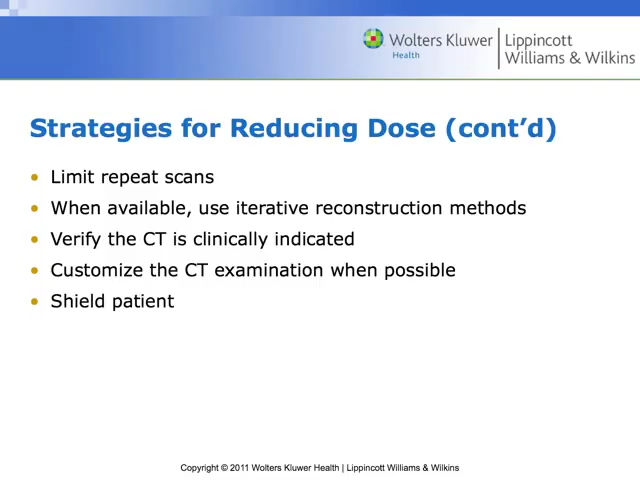 Wolters Kluwer
Health
Lippincott
Williams & Wilkins
Strategies for Reducing Dose (cont’d)
• Limit repeat scans
• When available, use iterative reconstruction methods
• Verify the CT is clinically indicated
• Customize the CT examination when possible
• Shield patient
Copyright © 2011 Wolters Kluwer Health | Lippincott Williams & Wilkins